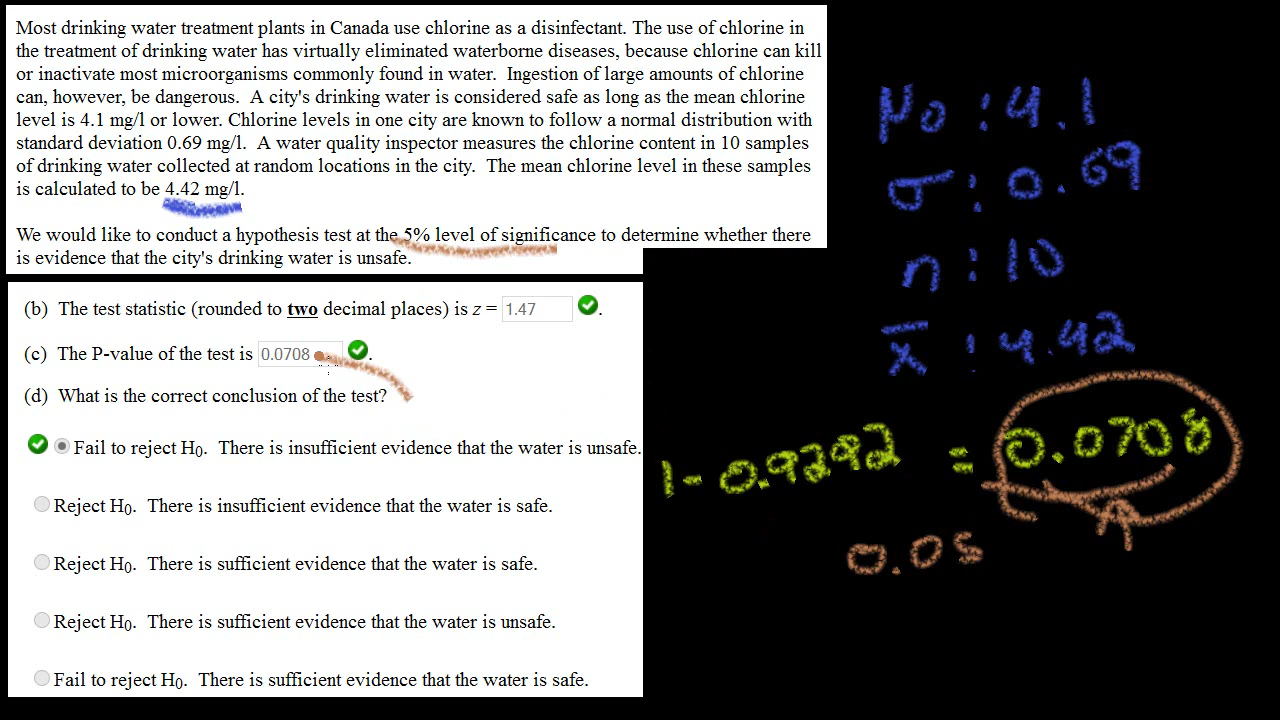 Most drinking water treatment plants in Canada use chlorine as a disinfectant. The use of chlorine in
the treatment of drinking water has virtually eliminated waterborne diseases, because chlorine can kill
or inactivate most microorganisms commonly found in water. Ingestion of large amounts of chlorine
can, however, be dangerous. A city's drinking water is considered safe as long as the mean chlorine
level is 4.1 mg/l or lower. Chlorine levels in one city are known to follow a normal distribution with
standard deviation 0.69 mg/l. A water quality inspector measures the chlorine content in 10 samples
of drinking water collected at random locations in the city. The mean chlorine level in these samples
is calculated to be 4.42 mg/l.
We would like to conduct a hypothesis test at the 5% level of significance to determine whether there
is evidence that the city's drinking water is unsafe.
(b) The test statistic (rounded to two decimal places) is z = 1.47.
(c) The P-value of the test is 0.0708.
(d) What is the correct conclusion of the test?
Fail to reject H₀. There is insufficient evidence that the water is unsafe.
Reject H₀. There is insufficient evidence that the water is safe.
Reject H₀. There is sufficient evidence that the water is safe.
Reject H₀. There is sufficient evidence that the water is unsafe.
Fail to reject H₀. There is sufficient evidence that the water is safe.
μ₀ : 4.1
σ : 0.69
n : 10
x̄ : 4.42
1 - 0.9292 = 0.0708
0.05